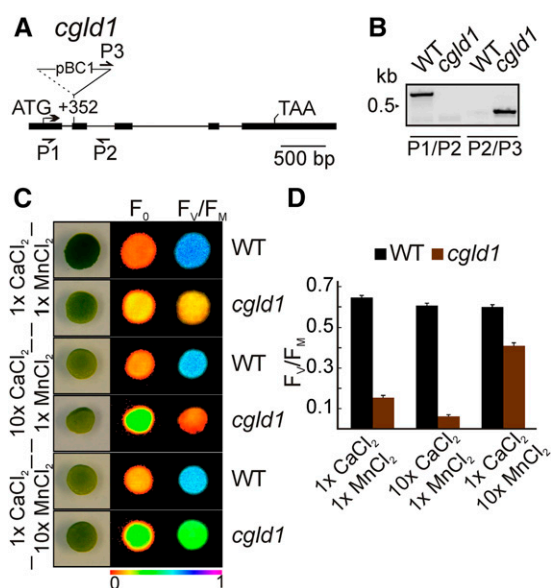 A
cgld1
pBC1
P3
ATG
+352
TAA
P1
P2
500 bp
B
WT
cgld1
WT
cgld1
kb
0.5
P1/P2
P2/P3
C
F0
FV/FM
1x CaCl2
1x MnCl2
WT
cgld1
10x CaCl2
1x MnCl2
WT
cgld1
1x CaCl2
10x MnCl2
WT
cgld1
0
1
D
WT
cgld1
FV/FM
0.7
0.5
0.3
0.1
1x CaCl2
1x MnCl2
10x CaCl2
1x MnCl2
1x CaCl2
10x MnCl2